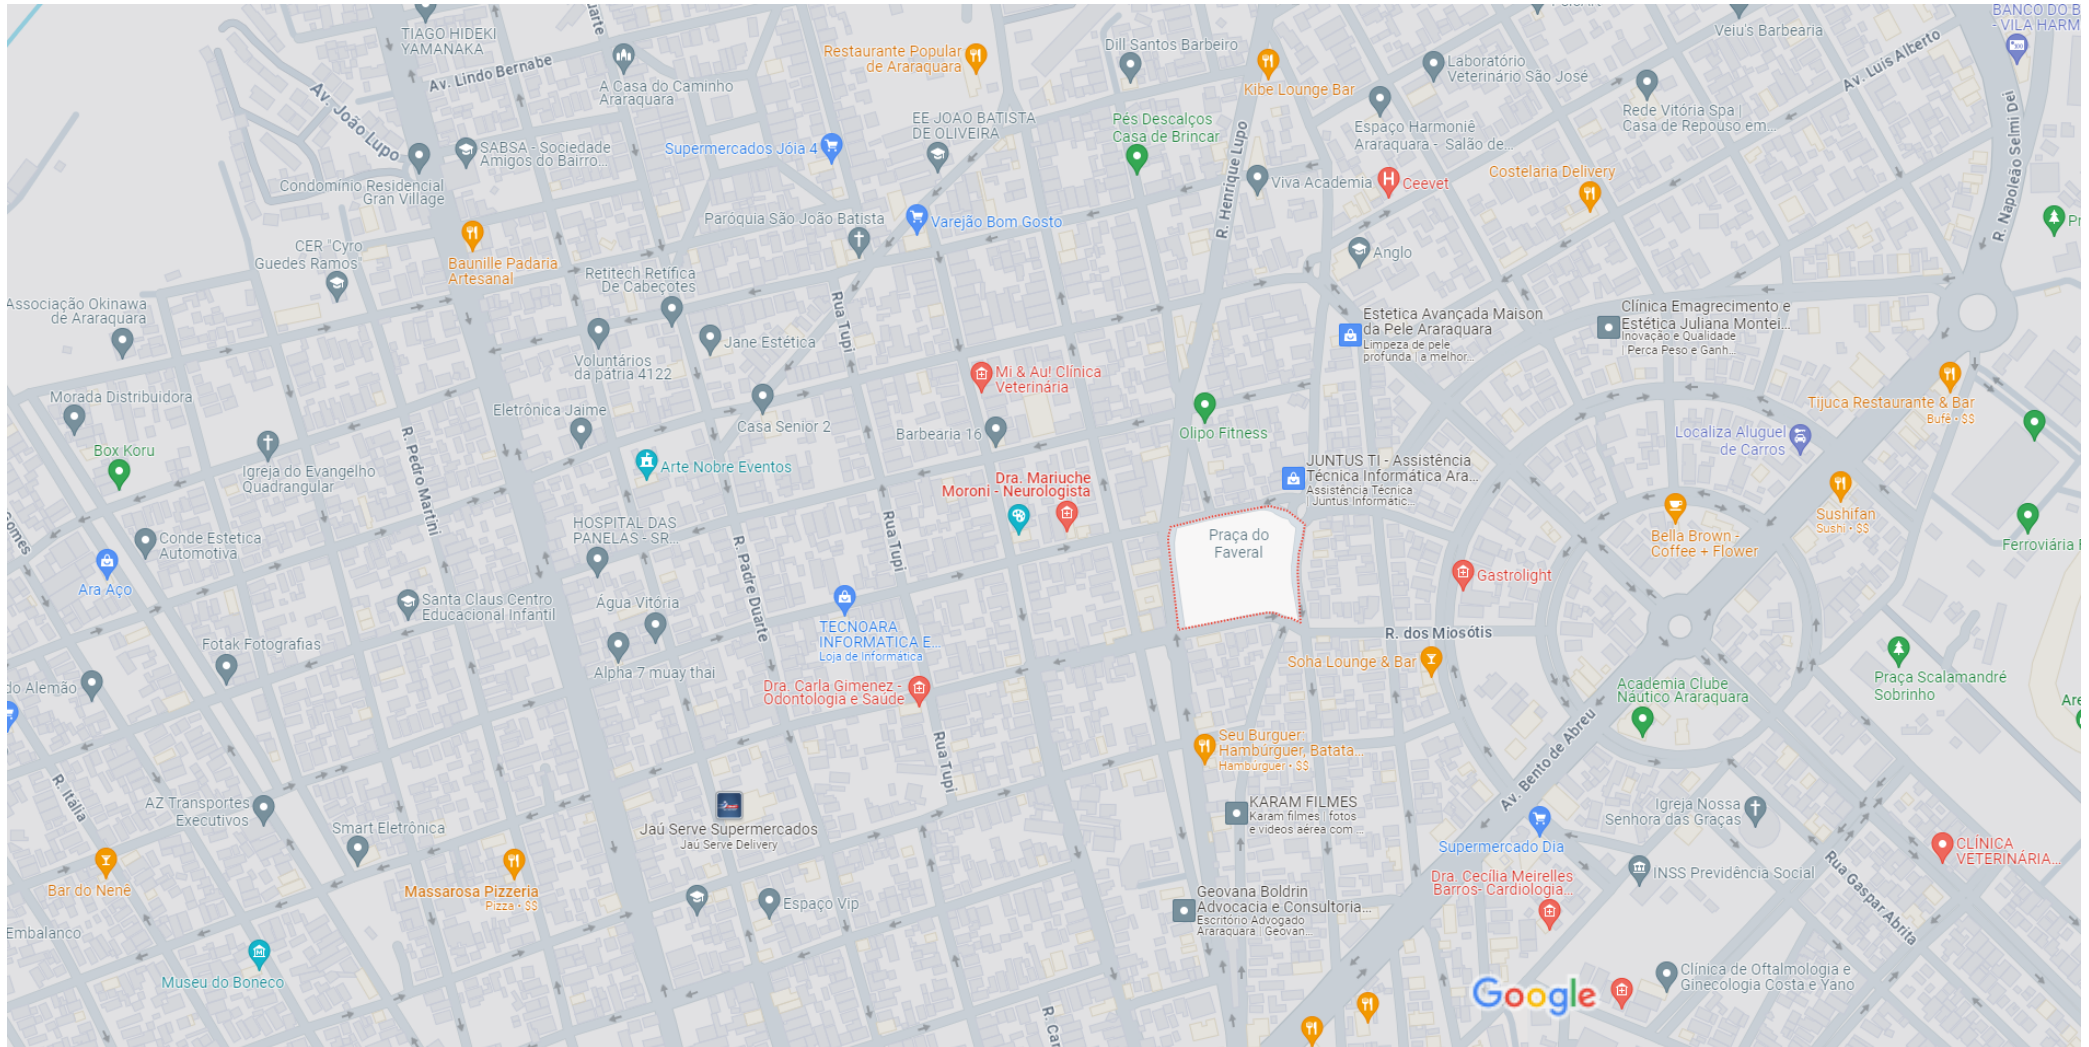 TIAGO HIDEKI
YAMANAKA
Duarte
Av. Lindo Bernabe
A Casa do Caminho
Araraquara
Restaurante Popular
de Araraquara
Dill Santos Barbeiro
Kibe Lounge Bar
Laboratório
Veterinário São José
Veiu's Barbearia
Av. Luis Alberto
BANCO DO B
- VILA HARM
Av. João Lupo
SABSA - Sociedade
Amigos do Bairro...
Supermercados Jóia 4
EE JOAO BATISTA
DE OLIVEIRA
Pés Descalços
Casa de Brincar
Espaço Harmoniê
Araraquara - Salão de...
Rede Vitória Spa |
Casa de Repouso em...
R. Napoleão Selmi Dei
Condomínio Residencial
Gran Village
R. Henrique Lupo
Viva Academia
Ceevet
Costelaria Delivery
Paróquia São João Batista
Varejão Bom Gosto
Pr
CER "Cyro
Guedes Ramos
Baunille Padaria
Artesanal
Retitech Retífica
De Cabeçotes
Anglo
Associação Okinawa
de Araraquara
Rua Tupi
Jane Estética
Voluntários
da pátria 4122
Estetica Avançada Maison
da Pele Araraquara
Limpeza de pele
profunda | a melhor...
Clínica Emagrecimento e
Estética Juliana Montei...
Inovação e Qualidade
| Perca Peso e Ganh...
Mi & Au! Clínica
Veterinária
Morada Distribuidora
Eletrônica Jaime
Casa Senior 2
Barbearia 16
Olipo Fitness
Tijuca Restaurante & Bar
Bufê • $$
Localiza Aluguel
de Carros
R. Pedro Martini
Box Koru
Igreja do Evangelho
Quadrangular
Arte Nobre Eventos
Dra. Mariuche
Moroni - Neurologista
JUNTUS TI - Assistência
Técnica Informática Ara...
Assistência Técnica
| Juntus Informátic...
Gomes
Conde Estetica
Automotiva
HOSPITAL DAS
PANELAS - SR...
R. Padre Duarte
Rua Tupi
Praça do
Faveral
Bella Brown -
Coffee + Flower
Sushifan
Sushi • $$
Ferroviária F
Ara Aço
Santa Claus Centro
Educacional Infantil
Água Vitória
Gastrolight
TECNOARA
INFORMATICA E...
Loja de Informática
R. dos Miosótis
Fotak Fotografias
Alpha 7 muay thai
Soha Lounge & Bar
do Alemão
Dra. Carla Gimenez -
Odontologia e Saúde
Academia Clube
Náutico Araraquara
Praça Scalamandré
Sobrinho
Are
R. Itália
Rua Tupi
Seu Burguer:
Hambúrguer, Batata...
Hambúrguer • $$
Av. Bento de Abreu
AZ Transportes
Executivos
Smart Eletrônica
Jaú Serve Supermercados
Jaú Serve Delivery
KARAM FILMES
Karam filmes | fotos
e vídeos aérea com ...
Supermercado Dia
Igreja Nossa
Senhora das Graças
CLÍNICA
VETERINÁRIA...
Bar do Nenê
Massarosa Pizzeria
Pizza • $$
Espaço Vip
Geovana Boldrin
Advocacia e Consultoria...
Escritório Advogado
Araraquara | Geovan...
Dra. Cecília Meirelles
Barros- Cardiologia...
INSS Previdência Social
Rua Gaspar Abrita
Embalanco
Museu do Boneco
R. Car
Google
Clínica de Oftalmologia e
Ginecologia Costa e Yano